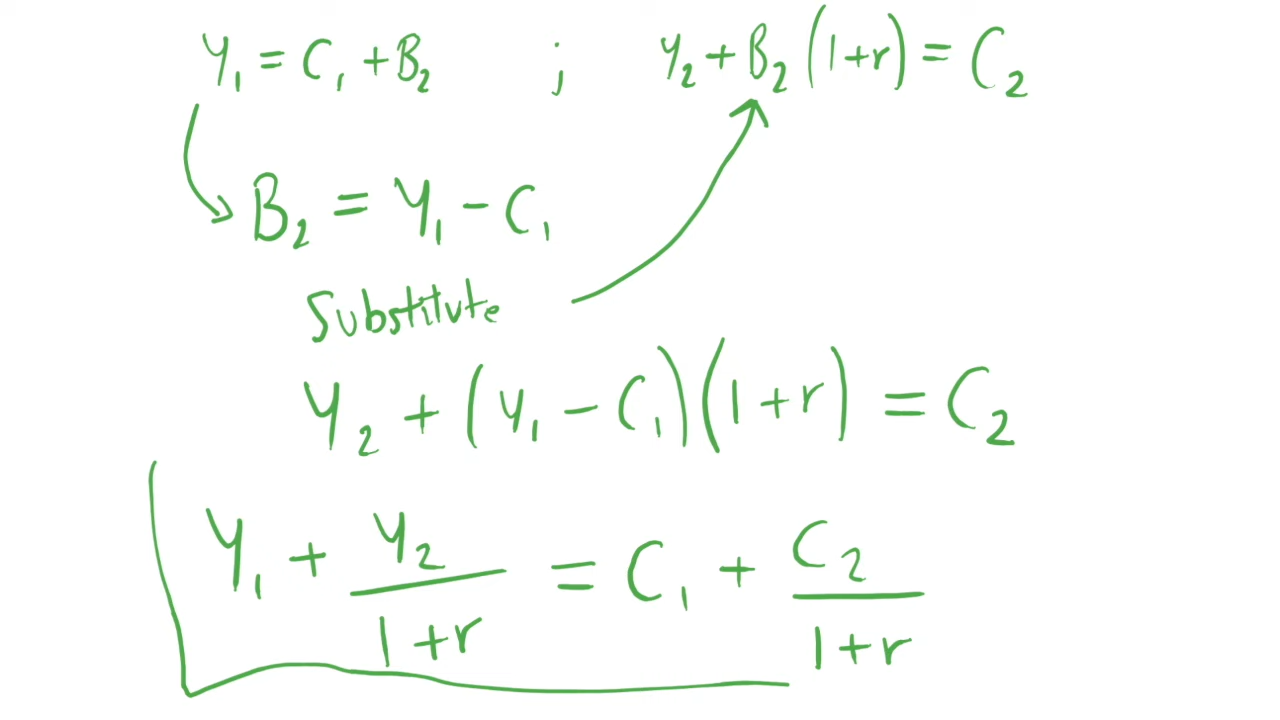 Y₁ = C₁ + B₂ ; Y₂ + B₂ (1+r) = C₂
B₂ = Y₁ - C₁
Substitute
Y₂ + (Y₁ - C₁)(1+r) = C₂
Y₁ + Y₂/(1+r) = C₁ + C₂/(1+r)